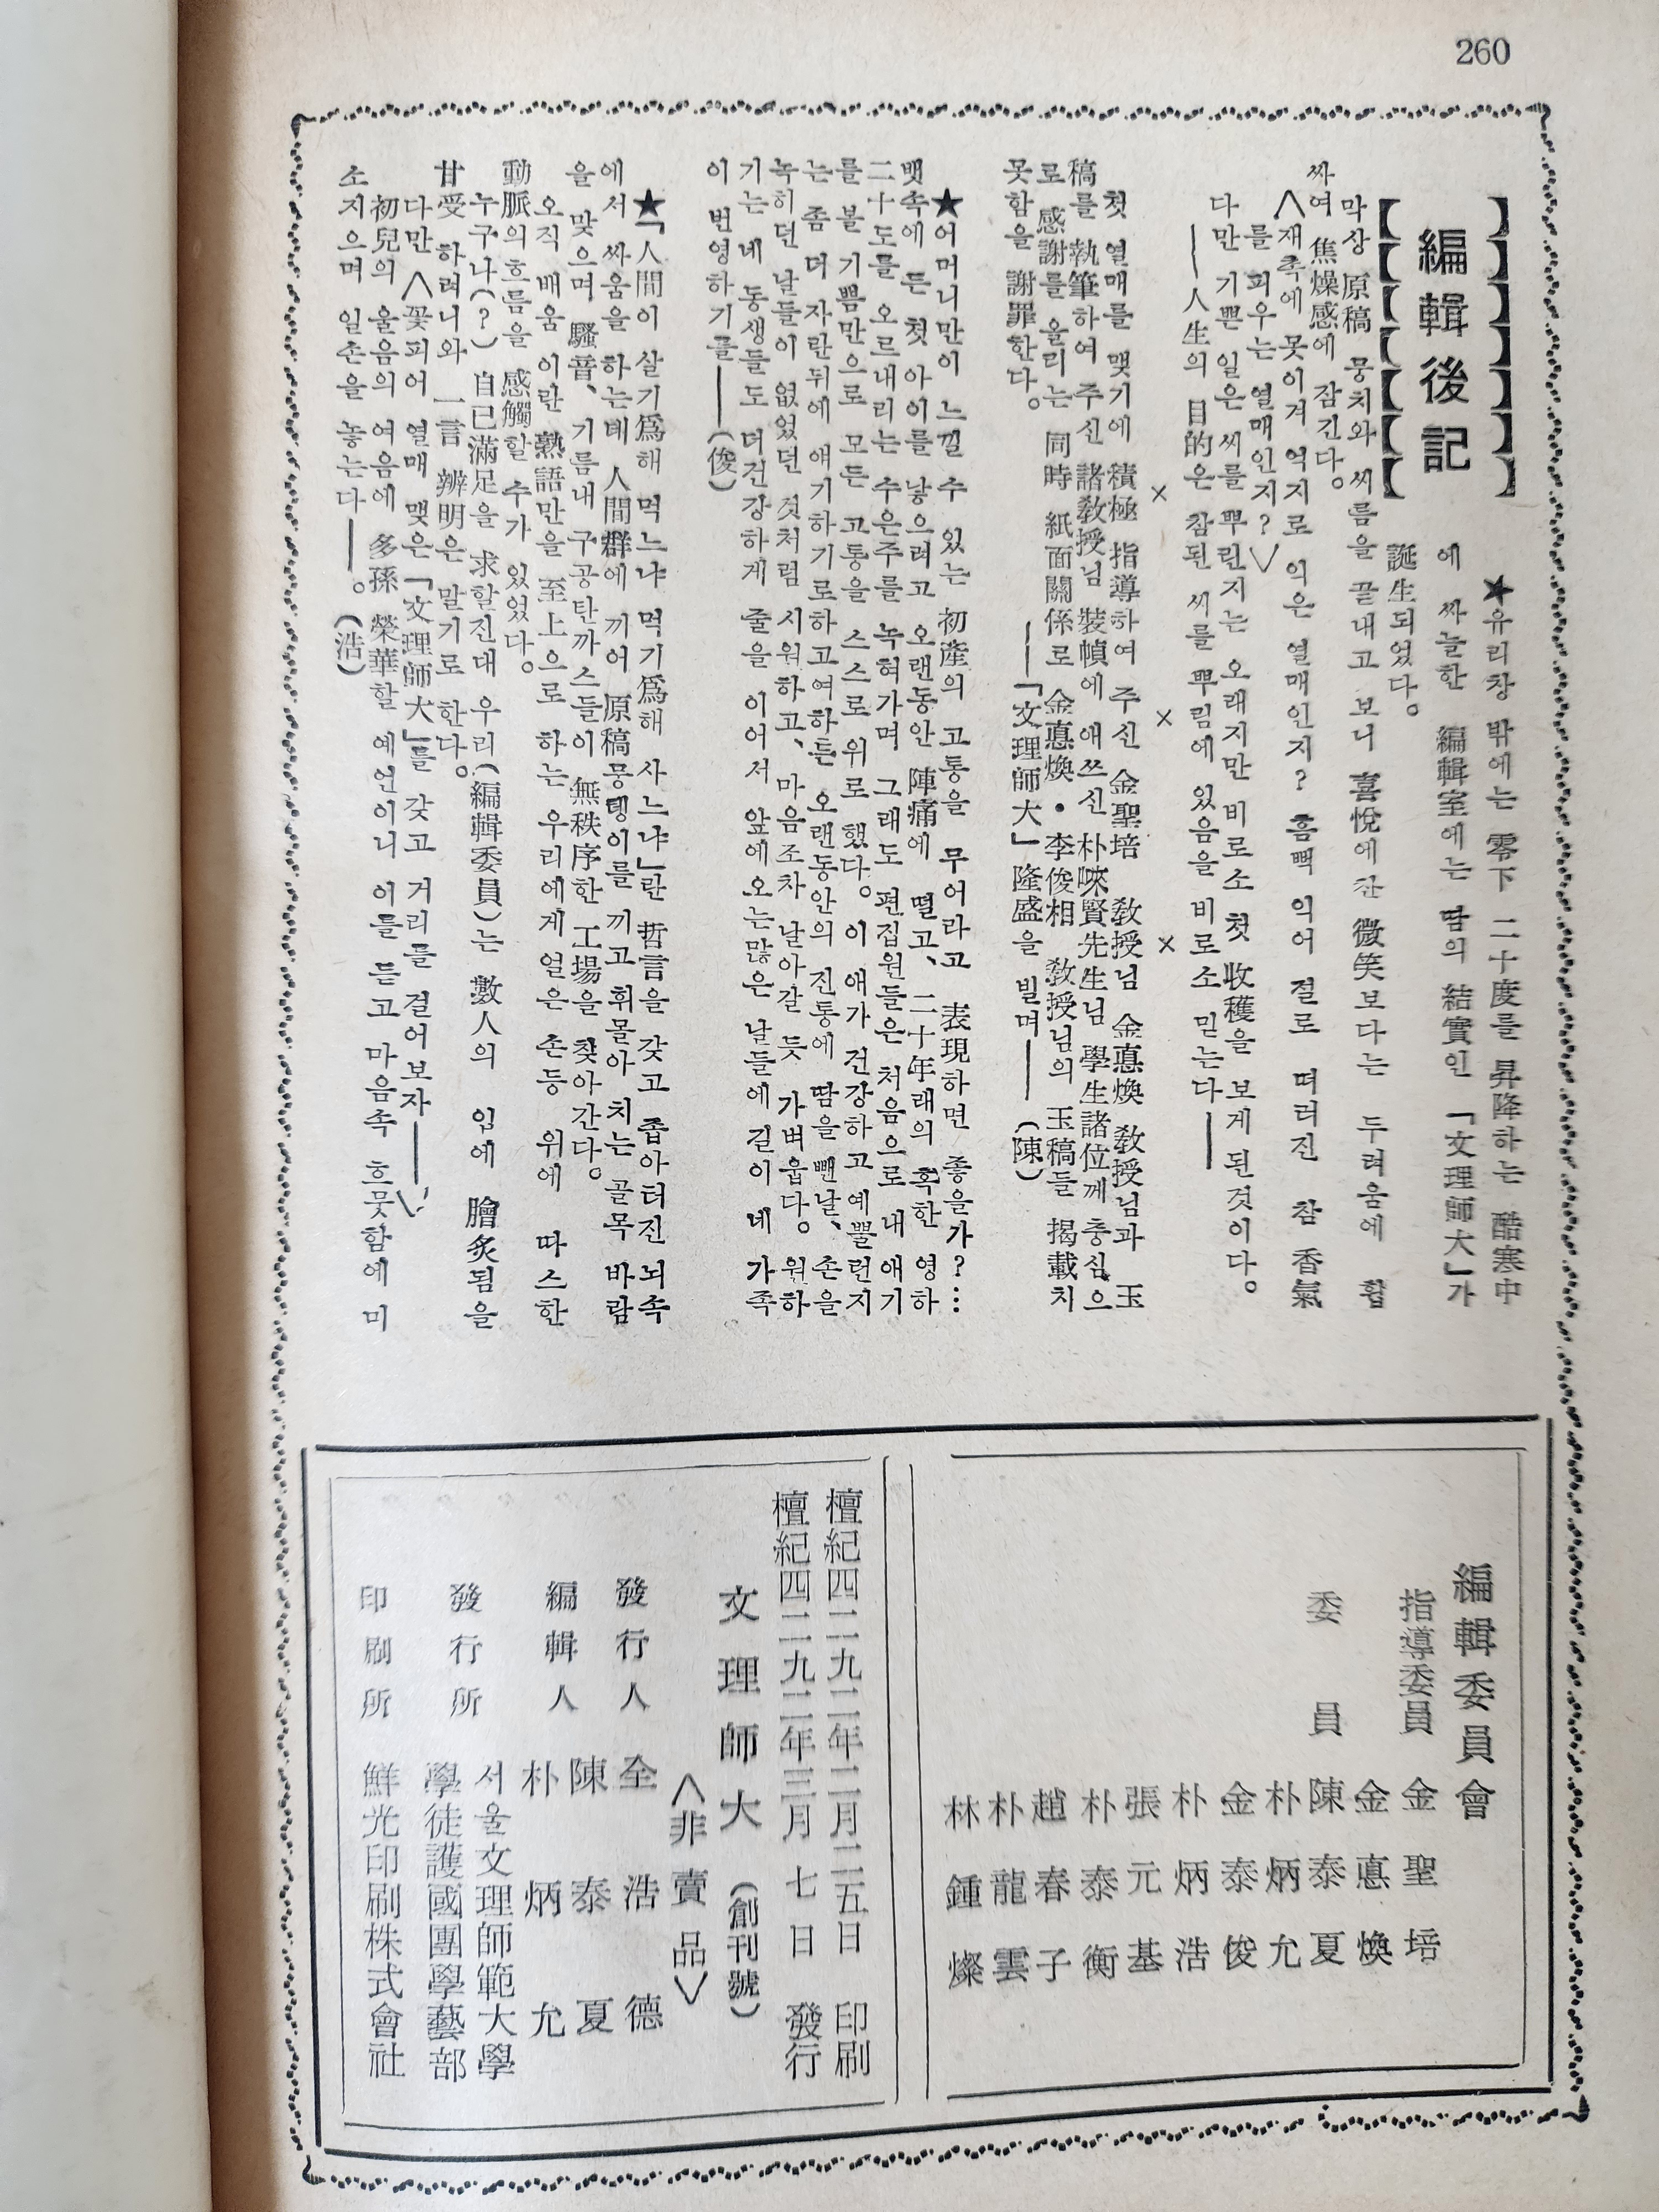 260
編輯後記
★유리창 밖에는 零下 二十度를 昇降하는 酷寒中
에 싸늘한 編輯室에는 땀의 結實인 「文理師大」가
誕生되었다。
막상 原稿 뭉치와 씨름을 끝내고 보니 喜悅에 찬 微笑보다는 두려움에 휩
싸여 焦燥感에 잠긴다。
＜재촉에 못이겨 억지로 익은 열매인지? 흠뻑 익어 절로 떠러진 참 香氣
를 피우는 열매인지?＞
다만 기쁜 일은 씨를 뿌린지는 오래지만 비로소 첫 收穫을 보게 된것이다。
―人生의 目的은 참된 씨를 뿌림에 있음을 비로소 믿는다―
× × ×
첫 열매를 맺기에 積極 指導하여 주신 金聖培 敎授님 金悳煥 敎授님과 玉
稿를 執筆하여 주신 諸敎授님 裝幀에 애쓰신 朴崍賢先生님 學生諸位께 충심으
로 感謝를 올리는 同時 紙面關係로 金悳煥・李俊相 敎授님의 玉稿들 揭載치
못함을 謝罪한다。
―「文理師大」 隆盛을 빌며―(陳)
★어머니만이 느낄수 있는 初產의 고통을 무어라고 表現하면 좋을가?…
뱃속에 든 첫 아이를 낳으려고 오랜동안 陣痛에 떨고、二十年래의 혹한 영하
二十도를 오르내리는 수은주를 녹혀가며 그래도 편집원들은 처음으로 내 애기
를 볼 기쁨만으로 모든 고통을 스스로 위로 했다。이 애가 건강하고 예쁠런지
는 좀 더 자란뒤에 얘기하기로하고여하튼 오랜동안의 진통에 땀을 뺀날、손을
녹히던 날들이 없었던 것처럼 시원하고、마음조차 날아갈 듯 가벼웁다。원하
기는 네 동생들도 더건강하게 줄을 이어서 앞에 오는많은 날들에 길이 네 가족
이 번영하기를―(俊)
★「人間이 살기爲해 먹느냐 먹기爲해 사느냐」란 哲言을 갖고 좁아터진 뇌속
에서 싸움을 하는데 人間群에 끼어 原稿뭉텡이를 끼고 휘몰아 치는 골목 바람
을 맞으며 騷音、기름내 구공탄까스들이 無秩序한 工場을 찾아간다。
오직 배움 이란 熟語만을 至上으로 하는 우리에게 얼은 손등 위에 따스한
動脈의 흐름을 感觸할 수가 있었다。
누구나(?) 自己滿足을 求할진대 우리(編輯委員)는 數人의 입에 膾炙됨을
甘受 하려니와 一言 辨明은 말기로 한다。
다만 ＜꽃피어 열매 맺은 「文理師大」를 갖고 거리를 걸어보자―＞
初兒의 울음의 여음에 多孫 榮華할 예언이니 이를 듣고 마음속 흐뭇함에 미
소지으며 일손을 놓는다―。(浩)
編輯委員會
指導委員 金聖培
金悳煥
委員 陳泰夏
朴炳允
金泰俊
朴炳浩
張元基
朴泰衡
趙春子
朴龍雲
林鍾燦
檀紀四二九二年二月二五日 印刷
檀紀四二九二年三月七日 發行
文理師大 (創刊號)
＜非賣品＞
發行人 全浩德
編輯人 陳泰夏
朴炳允
發行所 서울文理師範大學
學徒護國團學藝部
印刷所 鮮光印刷株式會社